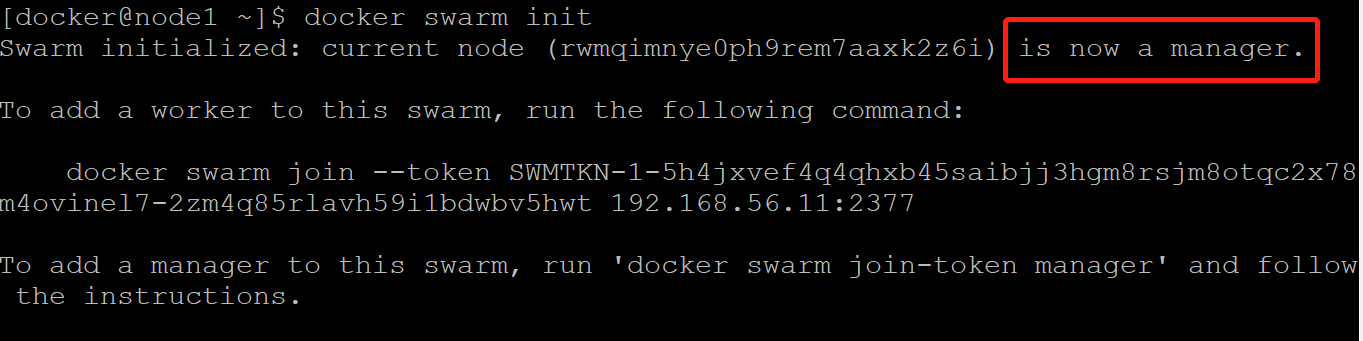 [docker@node1 ~]$ docker swarm init
Swarm initialized: current node (rwmqimnye0ph9rem7aaxk2z6i) is now a manager.
To add a worker to this swarm, run the following command:
docker swarm join --token SWMTKN-1-5h4jxvef4q4qhxb45saibjj3hgm8rsjm8otqc2x78
m4ovinel7-2zm4q85rlavh59i1bdwbv5hwt 192.168.56.11:2377
To add a manager to this swarm, run 'docker swarm join-token manager' and follow
the instructions.